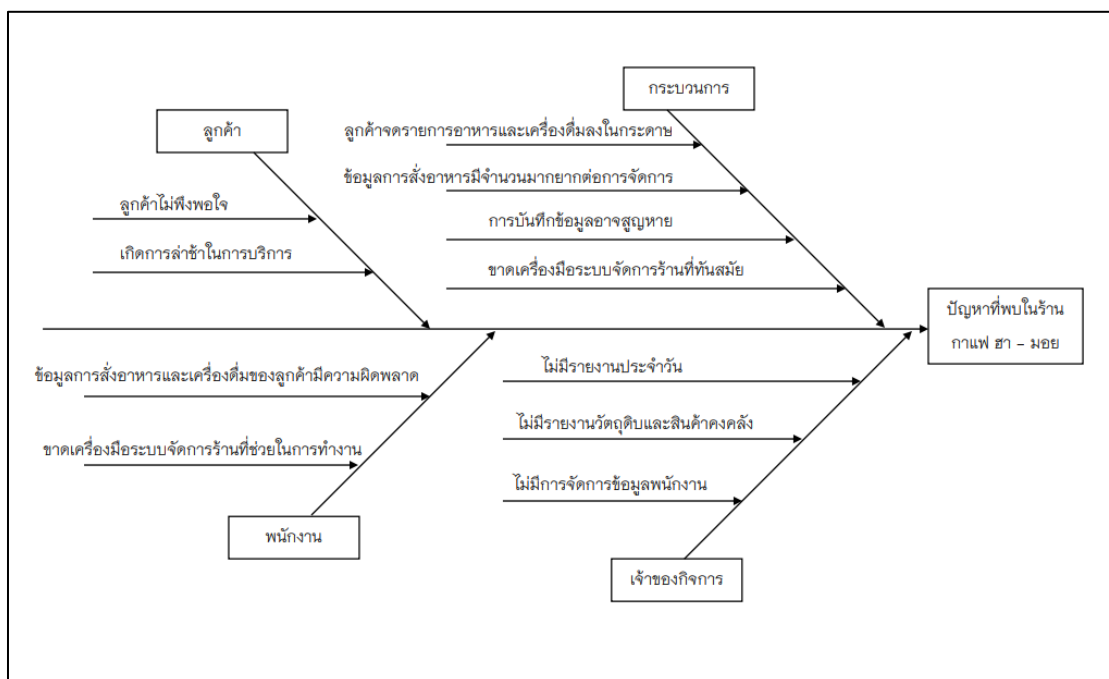 กระบวนการ
ลูกค้า
ลูกค้าจดรายการอาหารและเครื่องดื่มลงในกระดาษ
ข้อมูลการสั่งอาหารมีจำนวนมากยากต่อการจัดการ
ลูกค้าไม่พึงพอใจ
การบันทึกข้อมูลอาจสูญหาย
เกิดการล่าช้าในการบริการ
ขาดเครื่องมือระบบจัดการร้านที่ทันสมัย
ปัญหาที่พบในร้าน
กาแฟ ฮา – มอย
ข้อมูลการสั่งอาหารและเครื่องดื่มของลูกค้ามีความผิดพลาด
ไม่มีรายงานประจำวัน
ขาดเครื่องมือระบบจัดการร้านที่ช่วยในการทำงาน
ไม่มีรายงานวัตถุดิบและสินค้าคงคลัง
ไม่มีการจัดการข้อมูลพนักงาน
พนักงาน
เจ้าของกิจการ